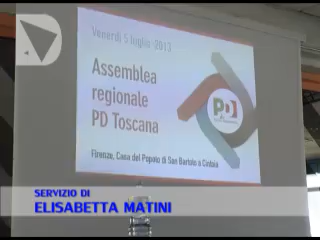 Venerdì 5 luglio 2013
Assemblea
regionale
PD Toscana
PD
Firenze, Casa del Popolo di San Bartolo a Cintoia
SERVIZIO DI
ELISABETTA MATINI